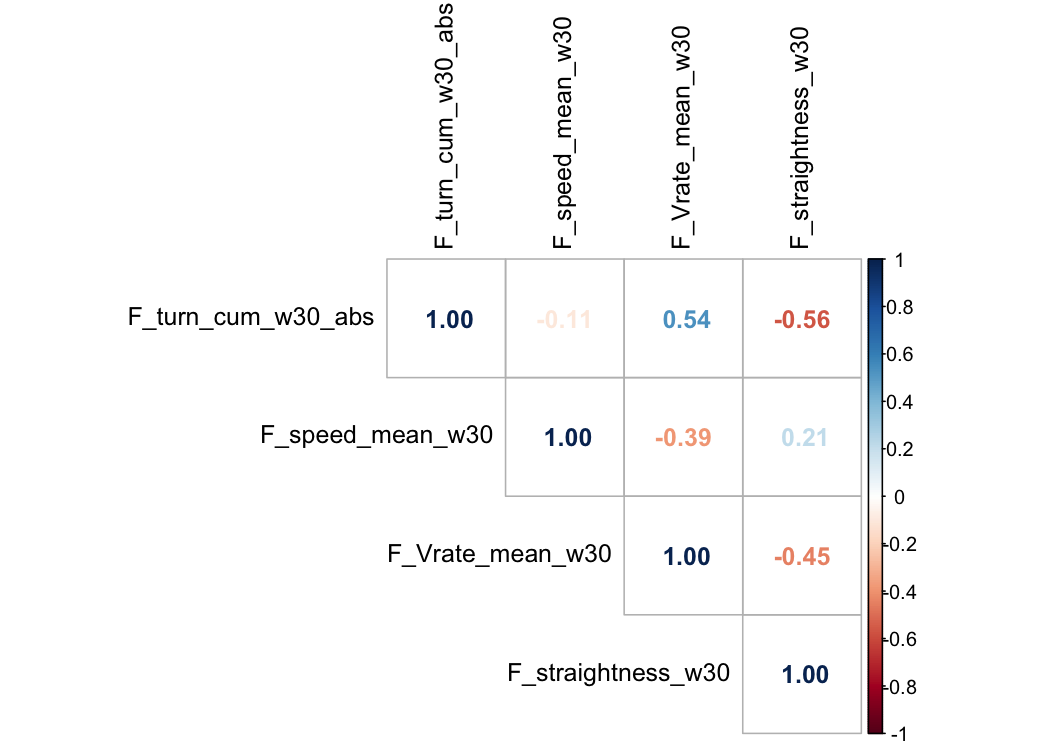 F_turn_cum_w30_abs
F_speed_mean_w30
F_Vrate_mean_w30
F_straightness_w30
F_turn_cum_w30_abs 1.00 -0.11 0.54 -0.56
F_speed_mean_w30 1.00 -0.39 0.21
F_Vrate_mean_w30 1.00 -0.45
F_straightness_w30 1.00
1
0.8
0.6
0.4
0.2
0
-0.2
-0.4
-0.6
-0.8
-1